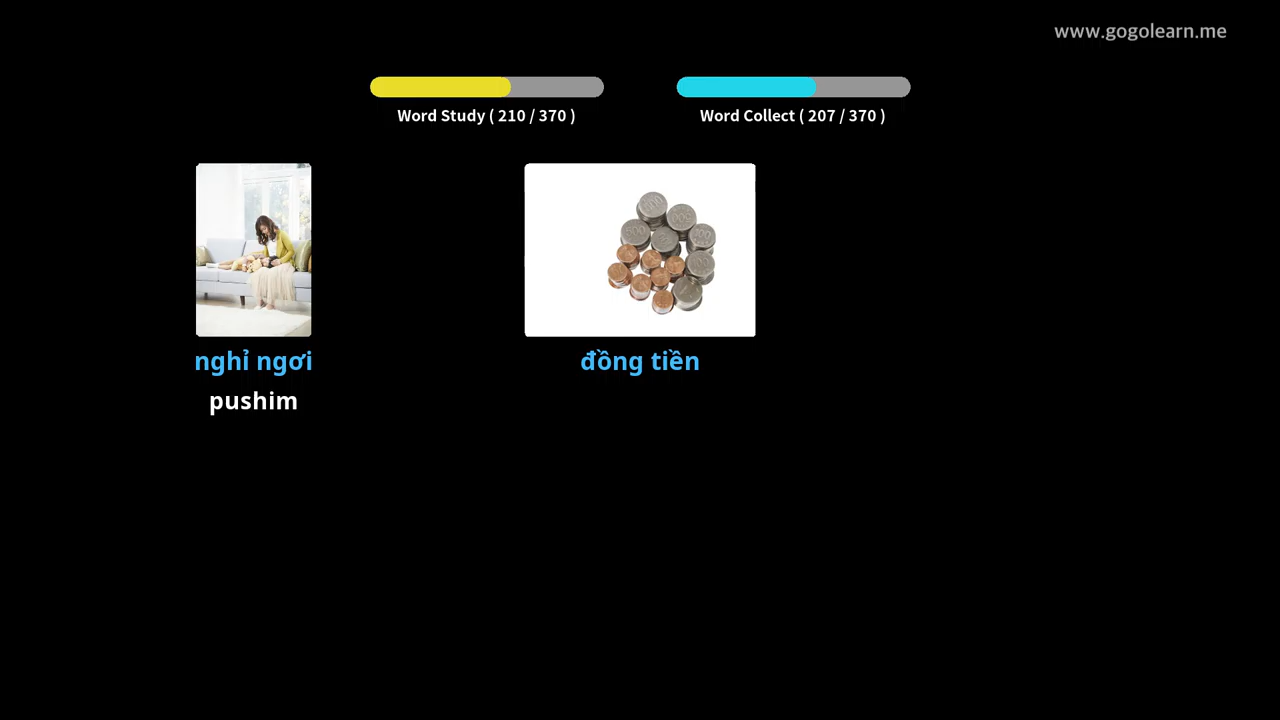 www.gogolearn.me
Word Study ( 210 / 370 )
Word Collect ( 207 / 370 )
nghỉ ngơi
pushim
đồng tiền